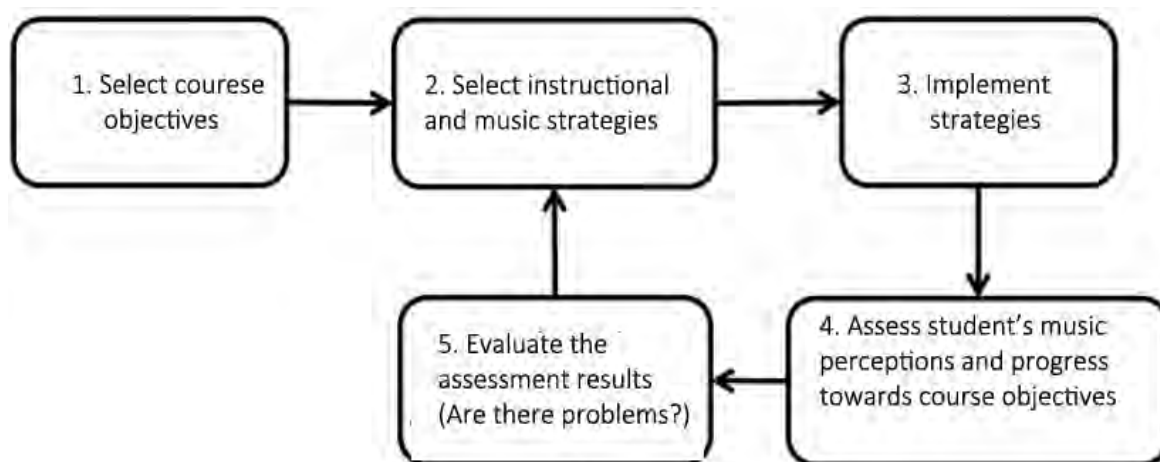 1. Select courese
objectives
2. Select instructional
and music strategies
3. Implement
strategies
4. Assess student's music
perceptions and progress
towards course objectives
5. Evaluate the
assessment results
(Are there problems?)